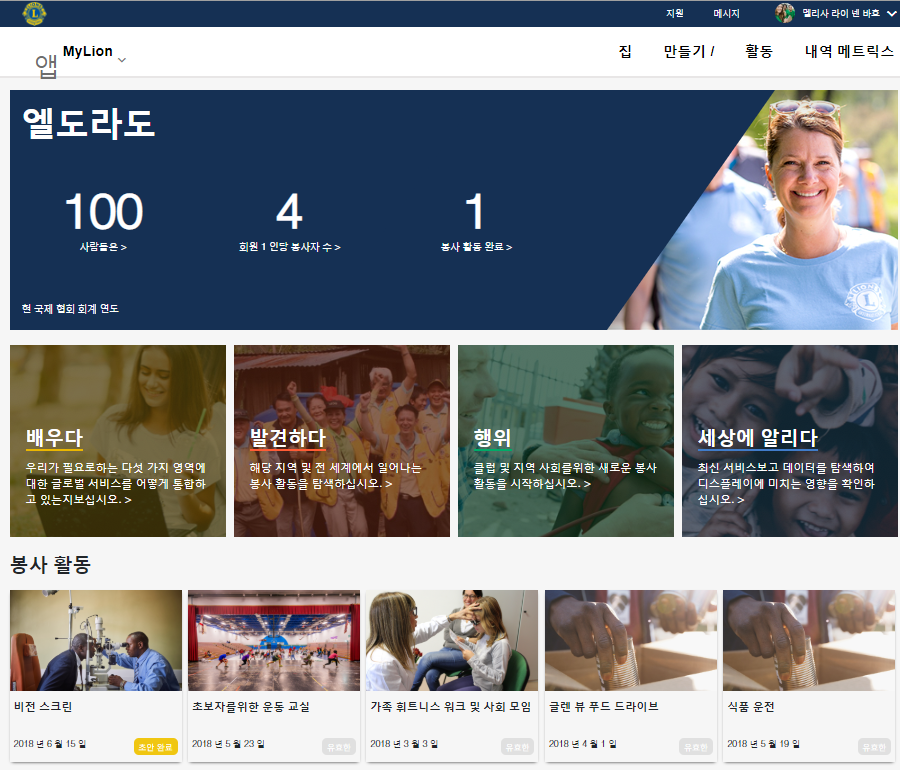 지원 메시지 멜리사 라이 넨 바흐
앱 MyLion
집 만들기 / 활동 내역 메트릭스
엘도라도
100 4 1
사람들은 > 회원 1 인당 봉사자 수 > 봉사 활동 완료 >
현 국제 협회 회계 연도
배우다
우리가 필요로하는 다섯 가지 영역에
대한 글로벌 서비스를 어떻게 통합하
고 있는지보십시오. >
발견하다
해당 지역 및 전 세계에서 일어나는
봉사 활동을 탐색하십시오. >
행위
클럽 및 지역 사회를위한 새로운 봉사
활동을 시작하십시오. >
세상에 알리다
최신 서비스보고 데이터를 탐색하여
디스플레이에 미치는 영향을 확인하
십시오. >
봉사 활동
비전 스크린
2018 년 6 월 15 일 초안 완료
초보자를위한 운동 교실
2018 년 5 월 23 일 유효한
가족 휘트니스 워크 및 사회 모임
2018 년 3 월 3 일 유효한
글렌 뷰 푸드 드라이브
2018 년 4 월 1 일 유효한
식품 운전
2018 년 5 월 19 일 유효한